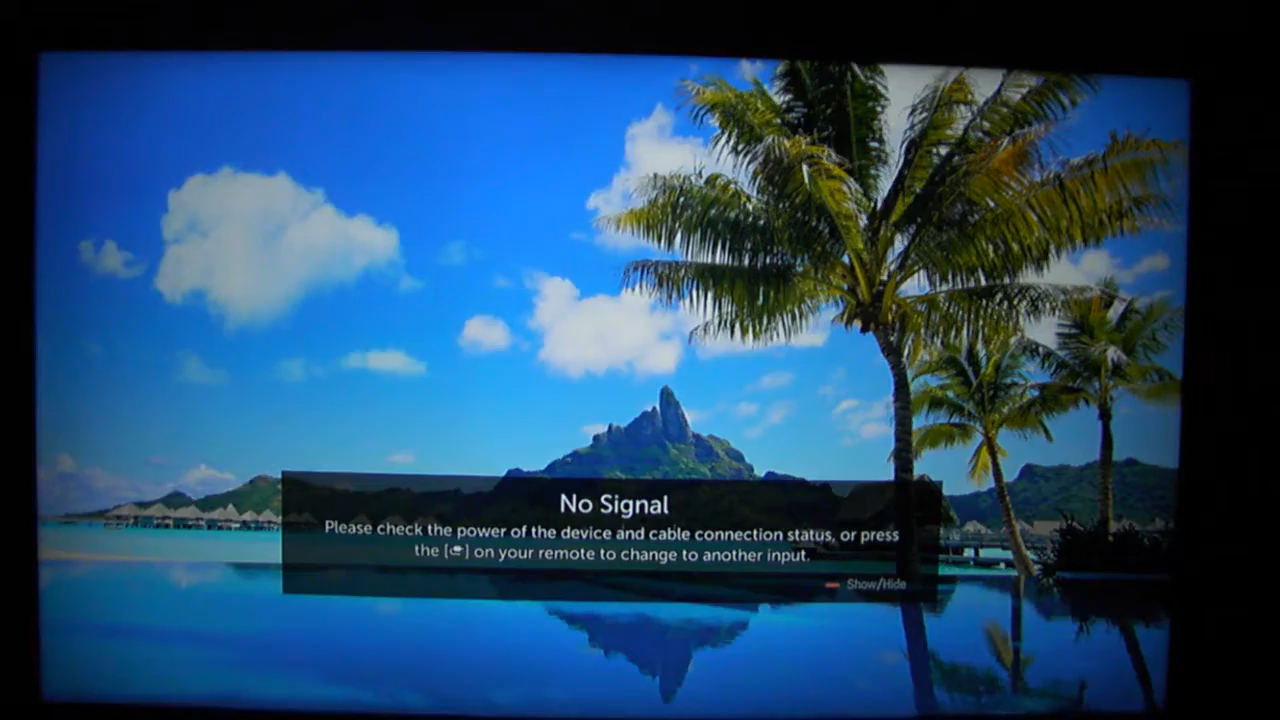 No Signal
Please check the power of the device and cable connection status, or press
the [] on your remote to change to another input.
Show/Hide